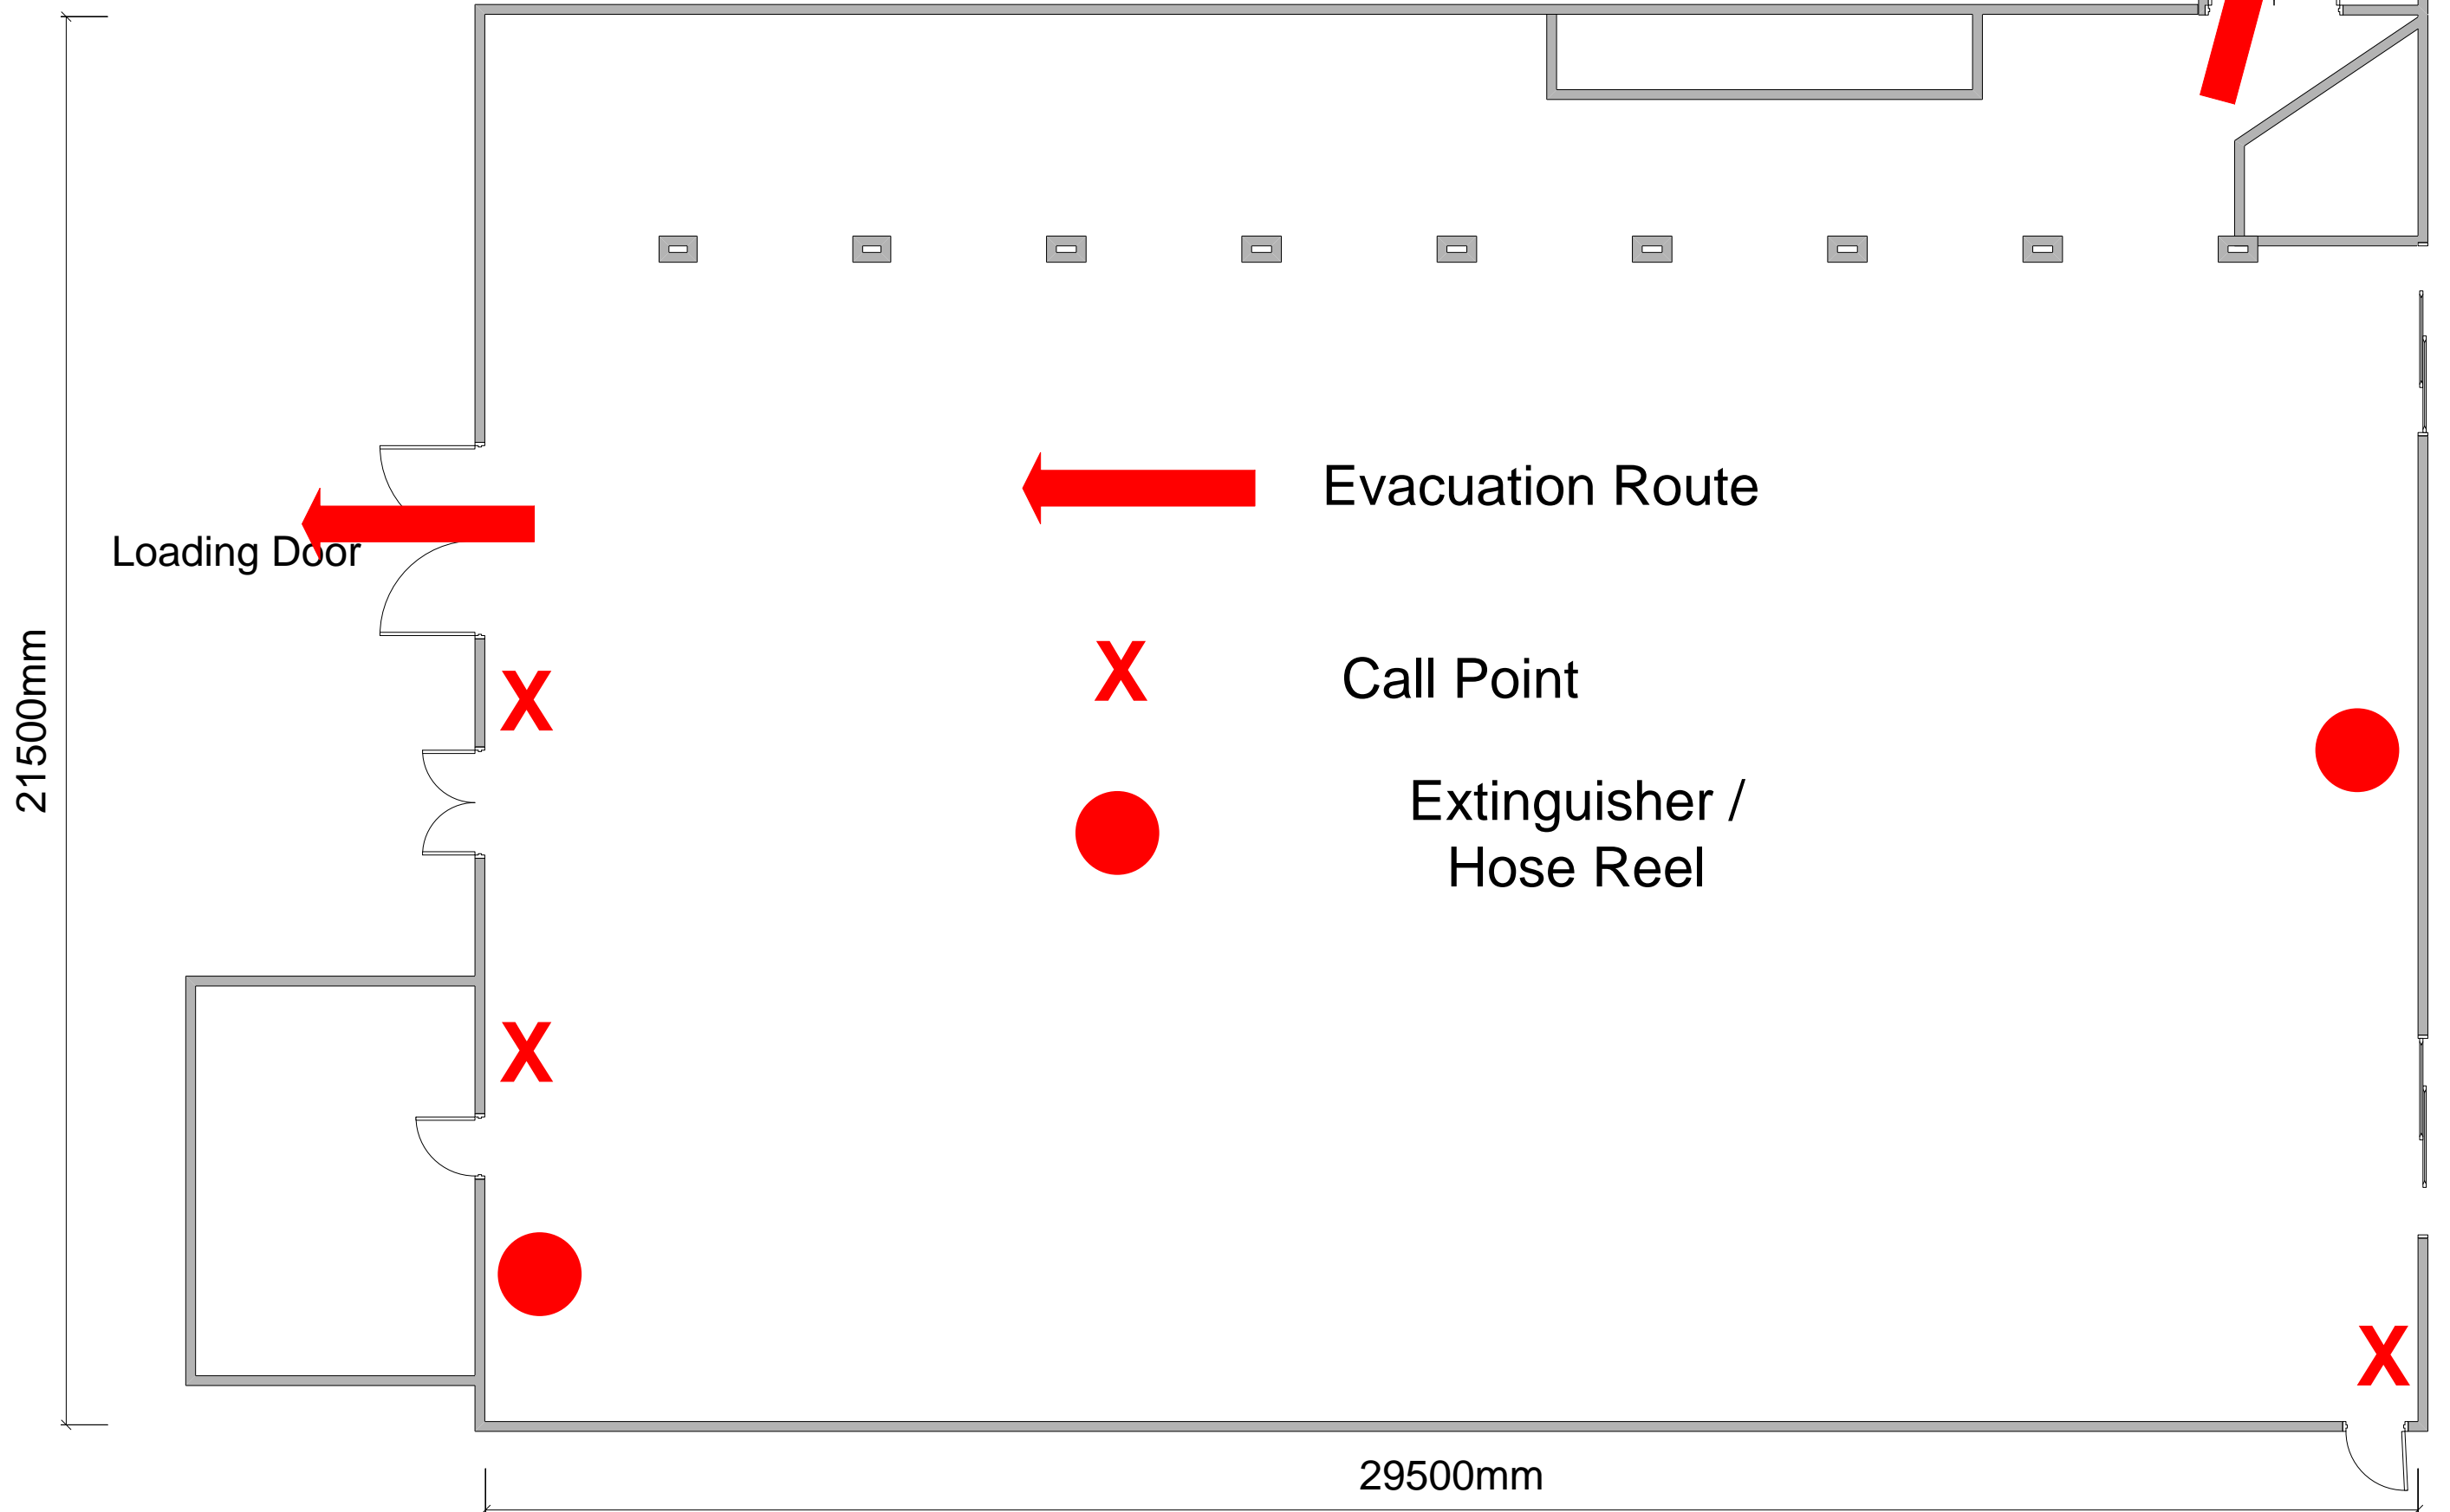 Evacuation Route
Loading Door
X
Call Point
X
21500mm
Extinguisher /
Hose Reel
X
X
29500mm